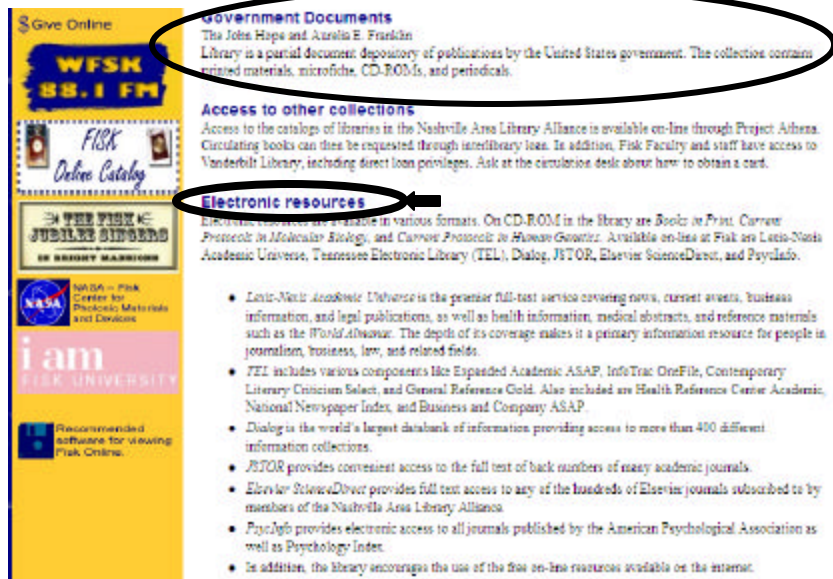 Give Online
WFSK
88.1 FM
FISK
Online Catalog
THE FISK
JUBILEE SINGERS
IN BRIGHT MANSIONS
NASA
NASA – Fisk
Center for
Photonic Materials
and Devices
i am
FISK UNIVERSITY
Recommended
software for viewing
Fisk Online.
Government Documents
The John Hope and Aurelia E. Franklin
Library is a partial document depository of publications by the United States government. The collection contains
printed materials, microfiche, CD-ROMs, and periodicals.
Access to other collections
Access to the catalogs of libraries in the Nashville Area Library Alliance is available on-line through Project Athena.
Circulating books can then be requested through interlibrary loan. In addition, Fisk Faculty and staff have access to
Vanderbilt Library, including direct loan privileges. Ask at the circulation desk about how to obtain a card.
Electronic resources
Electronic resources are available in various formats. On CD-ROM in the library are Books in Print, Current
Protocols in Molecular Biology, and Current Protocols in Human Genetics. Available on-line at Fisk are Lexis-Nexis
Academic Universe, Tennessee Electronic Library (TEL), Dialog, JSTOR, Elsevier ScienceDirect, and PsycInfo.
• Lexis-Nexis Academic Universe is the premier full-text service covering news, current events, business
information, and legal publications, as well as health information, medical abstracts, and reference materials
such as the World Almanac. The depth of its coverage makes it a primary information resource for people in
journalism, business, law, and related fields.
• TEL includes various components like Expanded Academic ASAP, InfoTrac OneFile, Contemporary
Literary Criticism Select, and General Reference Gold. Also included are Health Reference Center Academic,
National Newspaper Index, and Business and Company ASAP.
• Dialog is the world's largest databank of information providing access to more than 400 different
information collections.
• JSTOR provides convenient access to the full text of back numbers of many academic journals.
• Elsevier ScienceDirect provides full text access to any of the hundreds of Elsevier journals subscribed to by
members of the Nashville Area Library Alliance.
• PsycInfo provides electronic access to all journals published by the American Psychological Association as
well as Psychology Index.
• In addition, the library encourages the use of the free on-line resources available on the internet.